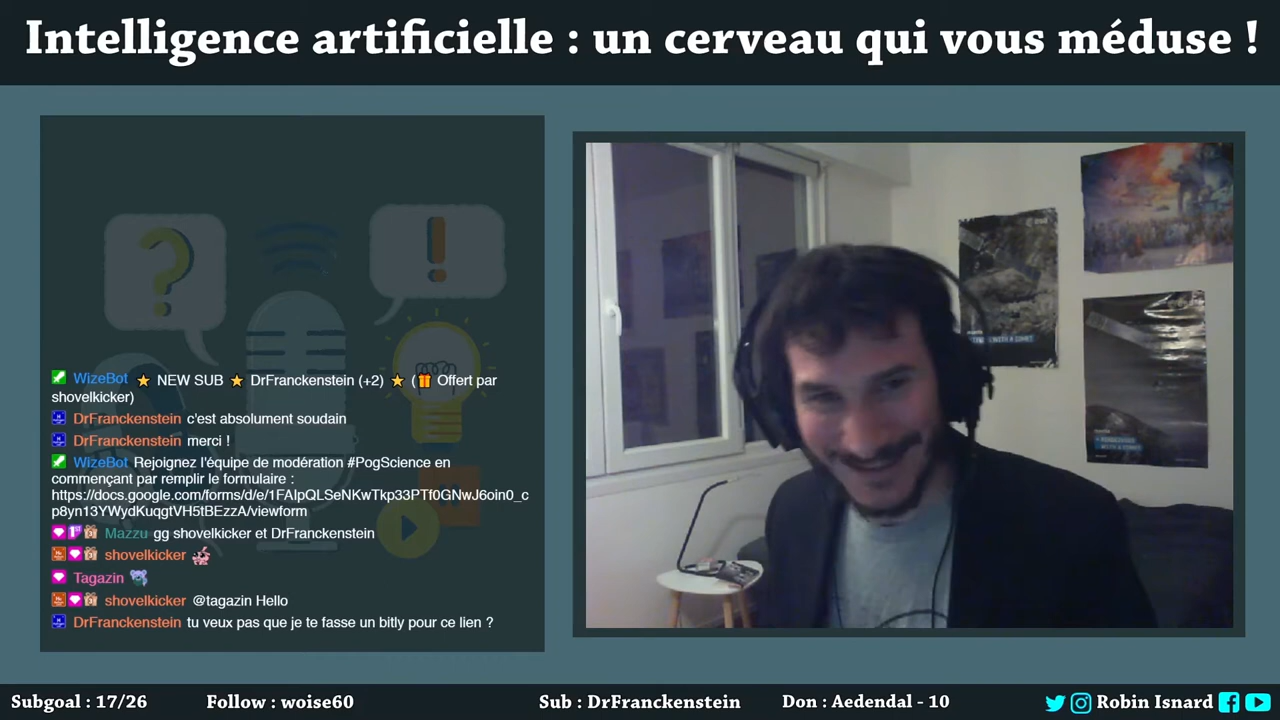 Intelligence artificielle : un cerveau qui vous méduse !
WizeBot ⭐ NEW SUB ⭐ DrFranckenstein (+2) ⭐ (🎁 Offert par
shovelkicker)
DrFranckenstein c'est absolument soudain
DrFranckenstein merci !
WizeBot Rejoignez l'équipe de modération #PogScience en
commençant par remplir le formulaire :
https://docs.google.com/forms/d/e/1FAIpQLSeNKwTkp33PTf0GNwJ6oin0_c
p8yn13YWydKuqgtVH5tBEzzA/viewform
Mazzu gg shovelkicker et DrFranckenstein
shovelkicker
Tagazin
shovelkicker @tagazin Hello
DrFranckenstein tu veux pas que je te fasse un bitly pour ce lien ?
Subgoal : 17/26
Follow : woise60
Sub : DrFranckenstein
Don : Aedendal - 10
Robin Isnard